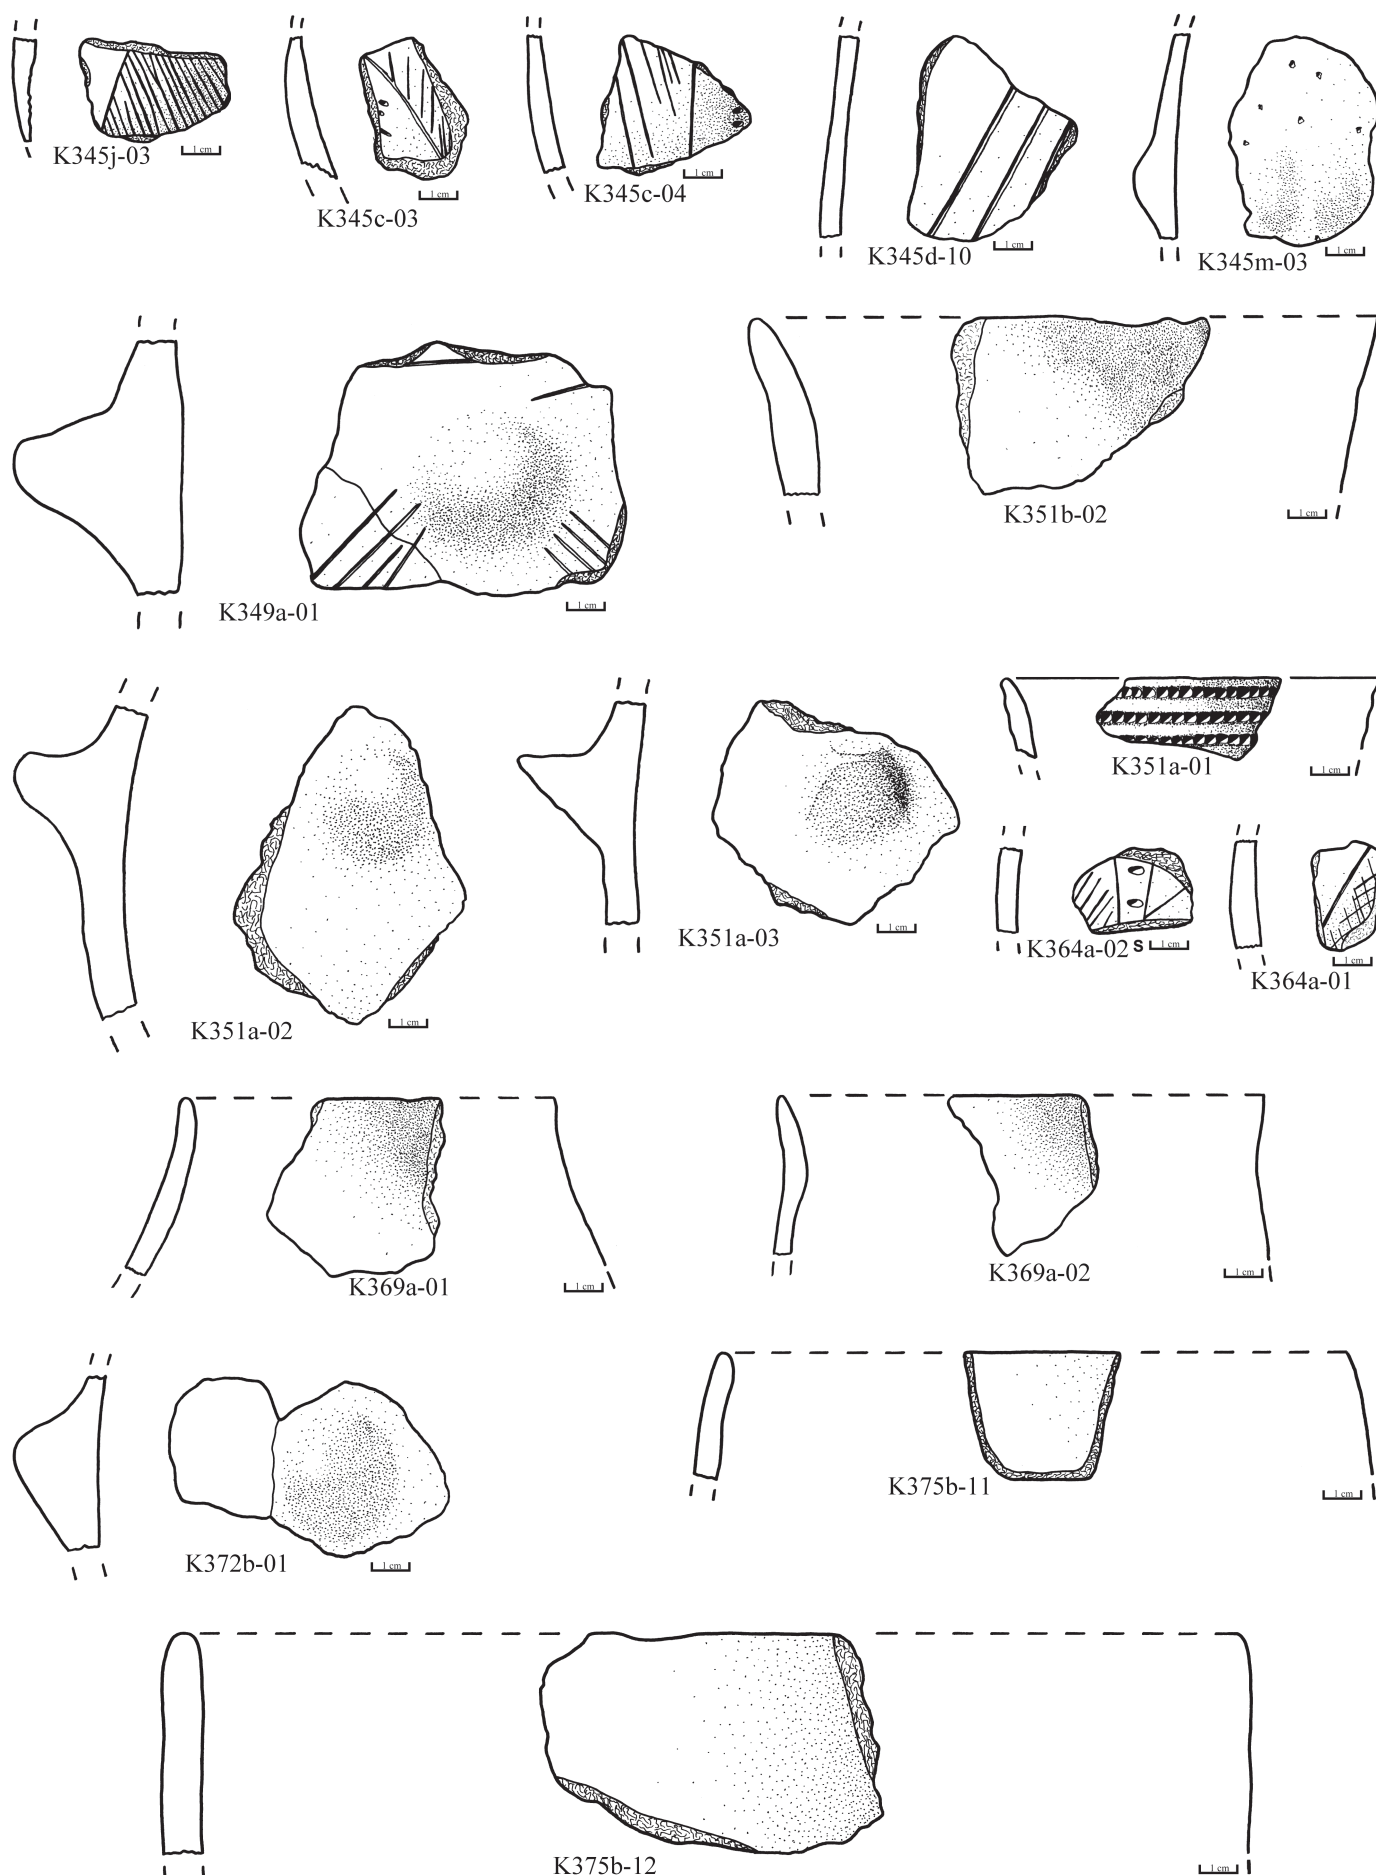 K345j-03
1 cm
K345c-03
1 cm
K345c-04
1 cm
K345d-10
1 cm
K345m-03
1 cm
K349a-01
1 cm
K351b-02
1 cm
K351a-02
1 cm
K351a-03
1 cm
K351a-01
1 cm
K364a-02 S
1 cm
K364a-01
1 cm
K369a-01
1 cm
K369a-02
1 cm
K372b-01
1 cm
K375b-11
1 cm
K375b-12
1 cm